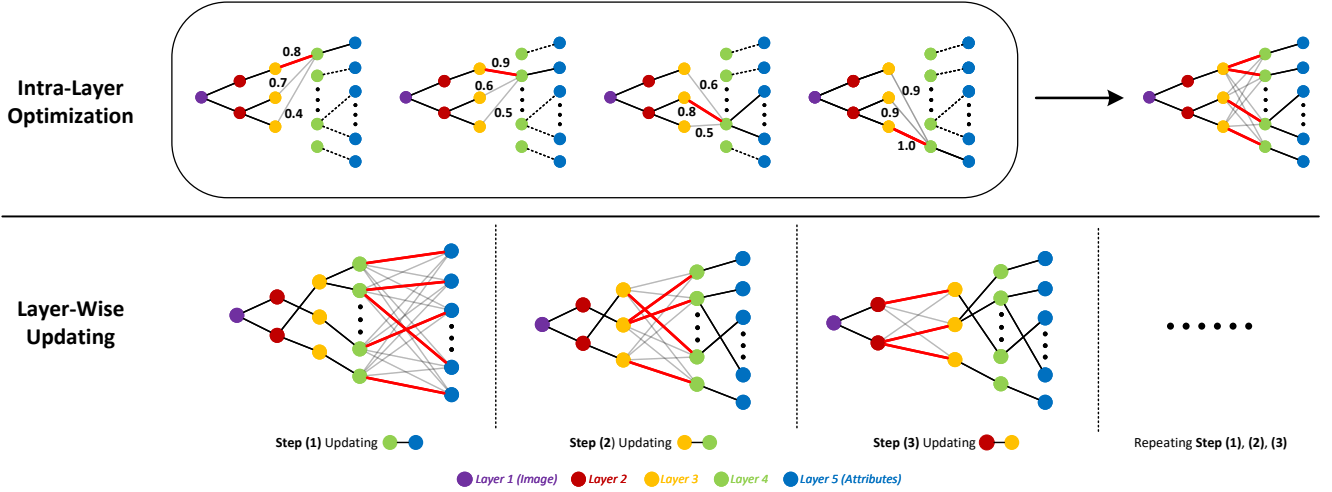 Intra-Layer
Optimization
0.8
0.7
0.4
0.9
0.6
0.5
0.6
0.8
0.5
0.9
0.9
1.0
Layer-Wise
Updating
Step (1) Updating
Step (2) Updating
Step (3) Updating
Repeating Step (1), (2), (3)
Layer 1 (Image) Layer 2 Layer 3 Layer 4 Layer 5 (Attributes)